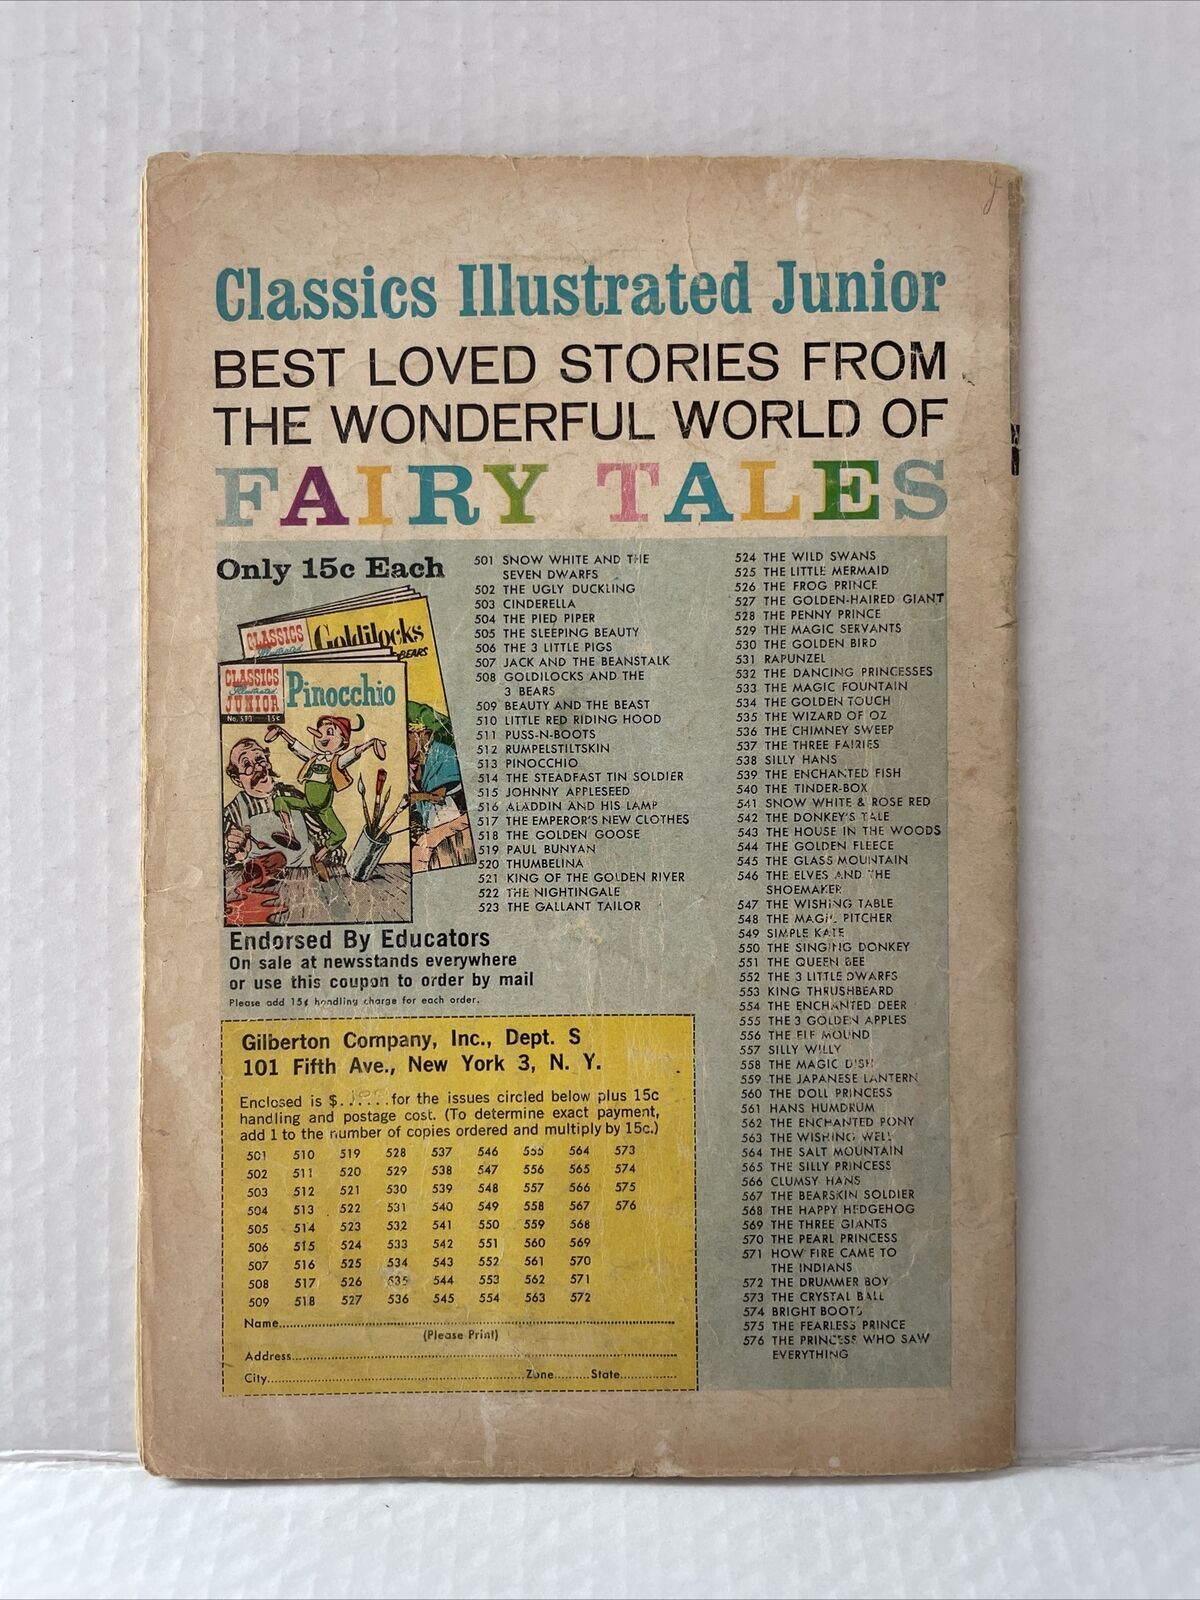 Classics Illustrated Junior
BEST LOVED STORIES FROM
THE WONDERFUL WORLD OF
FAIRY TALES
Only 15c Each
CLASSICS
Illustrated
Goldilocks
BEARS
CLASSICS
Illustrated
JUNIOR
No. 513 15c
Pinocchio
501 SNOW WHITE AND THE
SEVEN DWARFS
502 THE UGLY DUCKLING
503 CINDERELLA
504 THE PIED PIPER
505 THE SLEEPING BEAUTY
506 THE 3 LITTLE PIGS
507 JACK AND THE BEANSTALK
508 GOLDILOCKS AND THE
3 BEARS
509 BEAUTY AND THE BEAST
510 LITTLE RED RIDING HOOD
511 PUSS-N-BOOTS
512 RUMPELSTILTSKIN
513 PINOCCHIO
514 THE STEADFAST TIN SOLDIER
515 JOHNNY APPLESEED
516 ALADDIN AND HIS LAMP
517 THE EMPEROR'S NEW CLOTHES
518 THE GOLDEN GOOSE
519 PAUL BUNYAN
520 THUMBELINA
521 KING OF THE GOLDEN RIVER
522 THE NIGHTINGALE
523 THE GALLANT TAILOR
524 THE WILD SWANS
525 THE LITTLE MERMAID
526 THE FROG PRINCE
527 THE GOLDEN-HAIRED GIANT
528 THE PENNY PRINCE
529 THE MAGIC SERVANTS
530 THE GOLDEN BIRD
531 RAPUNZEL
532 THE DANCING PRINCESSES
533 THE MAGIC FOUNTAIN
534 THE GOLDEN TOUCH
535 THE WIZARD OF OZ
536 THE CHIMNEY SWEEP
537 THE THREE FAIRIES
538 SILLY HANS
539 THE ENCHANTED FISH
540 THE TINDER-BOX
541 SNOW WHITE & ROSE RED
542 THE DONKEY'S TALE
543 THE HOUSE IN THE WOODS
544 THE GOLDEN FLEECE
545 THE GLASS MOUNTAIN
546 THE ELVES AND THE
SHOEMAKER
547 THE WISHING TABLE
548 THE MAGIC PITCHER
549 SIMPLE KATE
550 THE SINGING DONKEY
551 THE QUEEN BEE
552 THE 3 LITTLE DWARFS
553 KING THRUSHBEARD
554 THE ENCHANTED DEER
555 THE 3 GOLDEN APPLES
556 THE ELF MOUND
557 SILLY WILLY
558 THE MAGIC DISH
559 THE JAPANESE LANTERN
560 THE DOLL PRINCESS
561 HANS HUMDRUM
562 THE ENCHANTED PONY
563 THE WISHING WELL
564 THE SALT MOUNTAIN
565 THE SILLY PRINCESS
566 CLUMSY HANS
567 THE BEARSKIN SOLDIER
568 THE HAPPY HEDGEHOG
569 THE THREE GIANTS
570 THE PEARL PRINCESS
571 HOW FIRE CAME TO
THE INDIANS
572 THE DRUMMER BOY
573 THE CRYSTAL BALL
574 BRIGHT BOOTS
575 THE FEARLESS PRINCE
576 THE PRINCESS WHO SAW
EVERYTHING
Endorsed By Educators
On sale at newsstands everywhere
or use this coupon to order by mail
Please add 15¢ handling charge for each order.
Gilberton Company, Inc., Dept. S
101 Fifth Ave., New York 3, N. Y.
Enclosed is $.......for the issues circled below plus 15c
handling and postage cost. (To determine exact payment,
add 1 to the number of copies ordered and multiply by 15c.)
501 510 519 528 537 546 555 564 573
502 511 520 529 538 547 556 565 574
503 512 521 530 539 548 557 566 575
504 513 522 531 540 549 558 567 576
505 514 523 532 541 550 559 568
506 515 524 533 542 551 560 569
507 516 525 534 543 552 561 570
508 517 526 535 544 553 562 571
509 518 527 536 545 554 563 572
Name
(Please Print)
Address
City Zone State